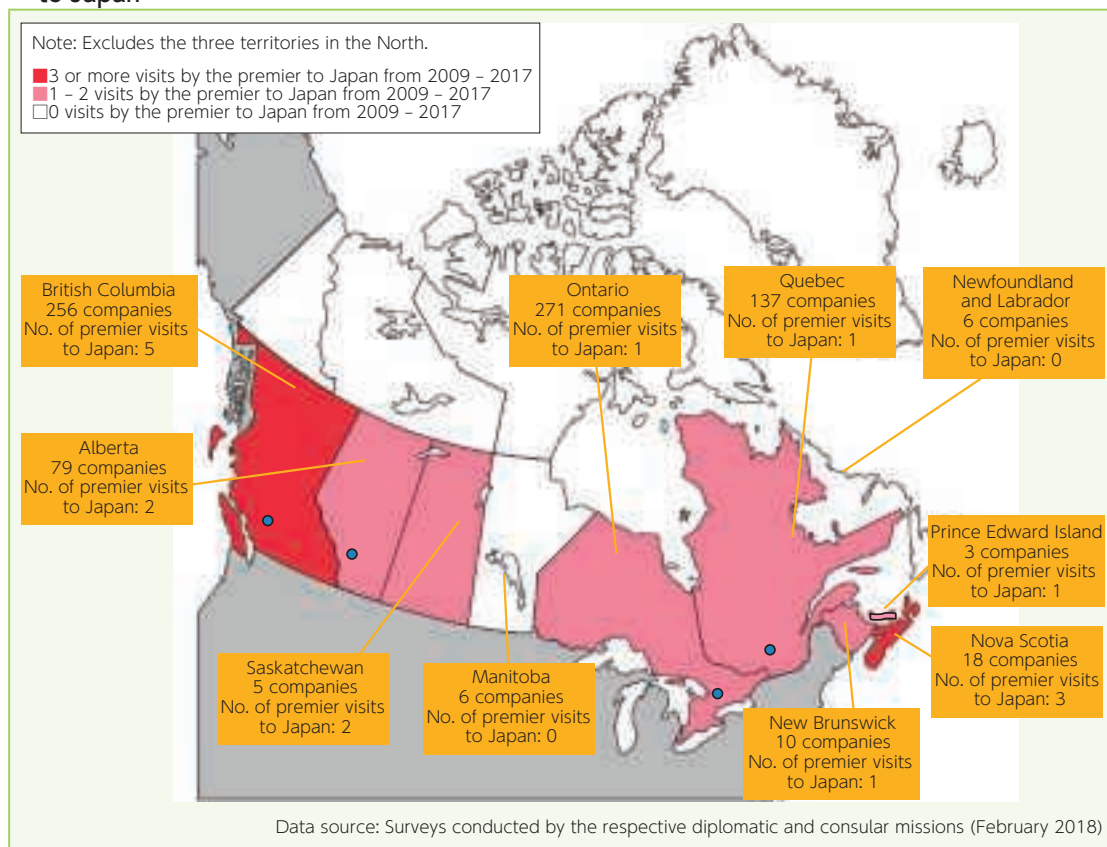 to Japan
Note: Excludes the three territories in the North.
3 or more visits by the premier to Japan from 2009 – 2017
1 – 2 visits by the premier to Japan from 2009 – 2017
0 visits by the premier to Japan from 2009 – 2017
British Columbia
256 companies
No. of premier visits
to Japan: 5
Ontario
271 companies
No. of premier visits
to Japan: 1
Quebec
137 companies
No. of premier visits
to Japan: 1
Newfoundland
and Labrador
6 companies
No. of premier visits
to Japan: 0
Alberta
79 companies
No. of premier visits
to Japan: 2
Prince Edward Island
3 companies
No. of premier visits
to Japan: 1
Saskatchewan
5 companies
No. of premier visits
to Japan: 2
Manitoba
6 companies
No. of premier visits
to Japan: 0
Nova Scotia
18 companies
No. of premier visits
to Japan: 3
New Brunswick
10 companies
No. of premier visits
to Japan: 1
Data source: Surveys conducted by the respective diplomatic and consular missions (February 2018)